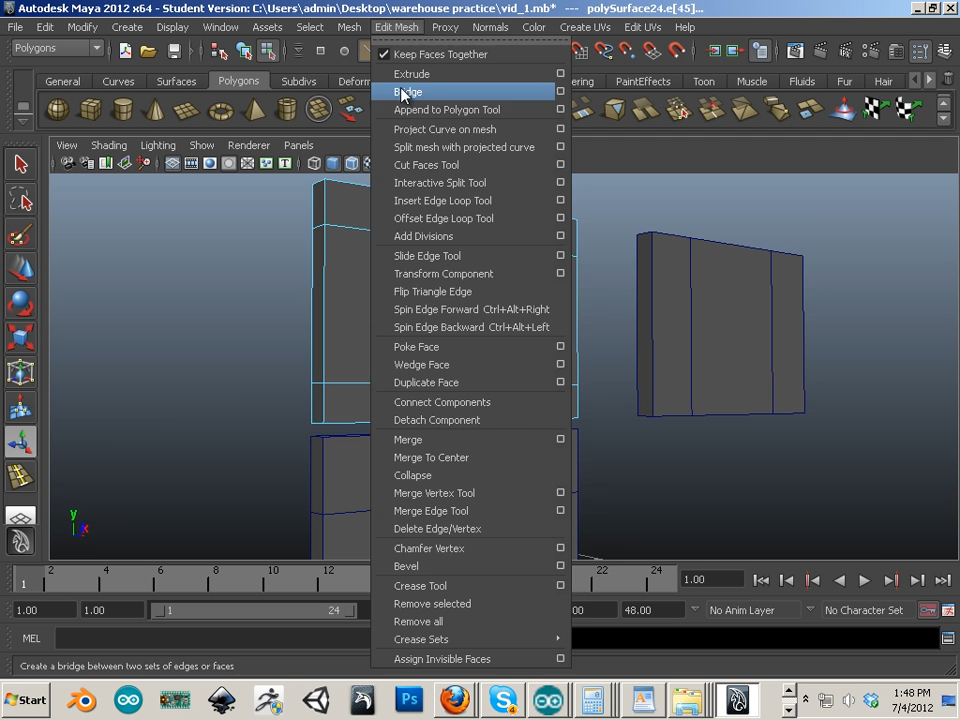 Autodesk Maya 2012 x64 - Student Version: C:\Users\admin\Desktop\warehouse practice\vid_1.mb* --- polySurface24.e[45]...
File Edit Modify Create Display Window Assets Select Mesh Edit Mesh Proxy Normals Color Create UVs Edit UVs Help
Polygons
General Curves Surfaces Polygons Subdivs Deform ering PaintEffects Toon Muscle Fluids Fur Hair
View Shading Lighting Show Renderer Panels
Keep Faces Together
Extrude
Bridge
Append to Polygon Tool
Project Curve on mesh
Split mesh with projected curve
Cut Faces Tool
Interactive Split Tool
Insert Edge Loop Tool
Offset Edge Loop Tool
Add Divisions
Slide Edge Tool
Transform Component
Flip Triangle Edge
Spin Edge Forward Ctrl+Alt+Right
Spin Edge Backward Ctrl+Alt+Left
Poke Face
Wedge Face
Duplicate Face
Connect Components
Detach Component
Merge
Merge To Center
Collapse
Merge Vertex Tool
Merge Edge Tool
Delete Edge/Vertex
Chamfer Vertex
Bevel
Crease Tool
Remove selected
Remove all
Crease Sets
Assign Invisible Faces
y
x
1 2 4 6 8 10 12 22 24 1.00
1.00 1.00 1 24 00 48.00 No Anim Layer No Character Set
MEL
Create a bridge between two sets of edges or faces
Start Ps 1:48 PM
7/4/2012